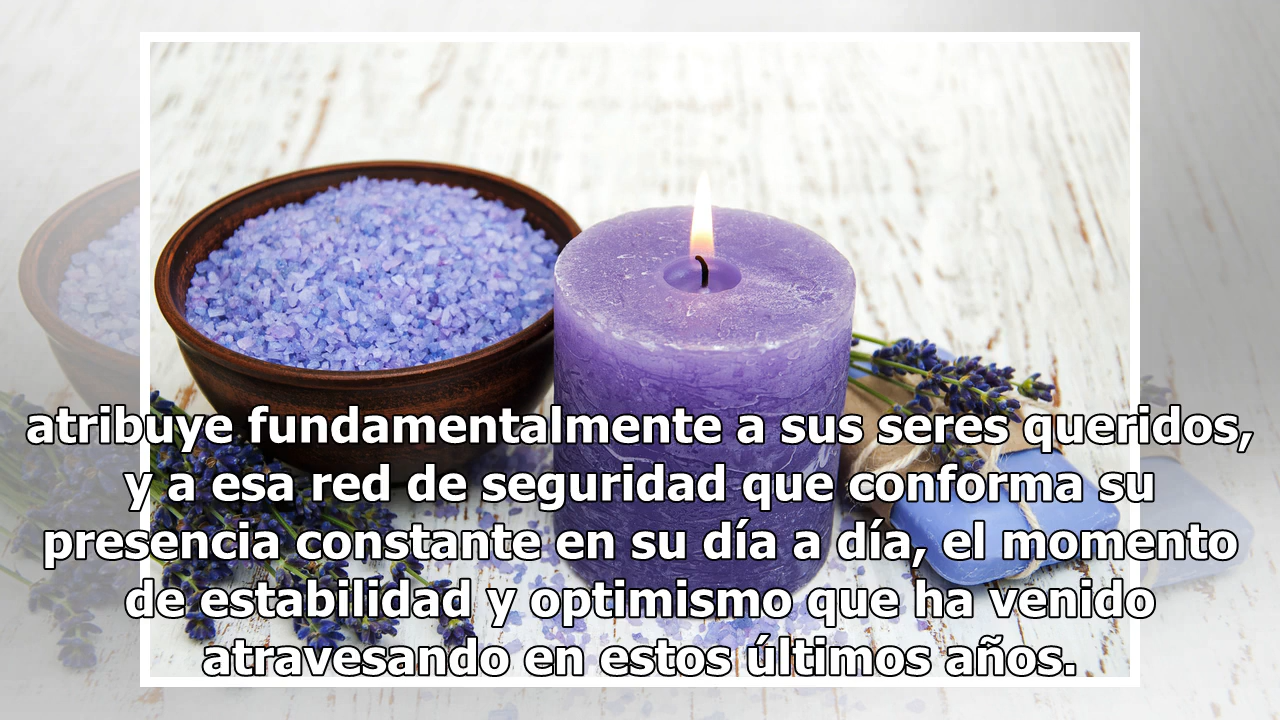 atribuye fundamentalmente a sus seres queridos,
y a esa red de seguridad que conforma su
presencia constante en su día a día, el momento
de estabilidad y optimismo que ha venido
atravesando en estos últimos años.